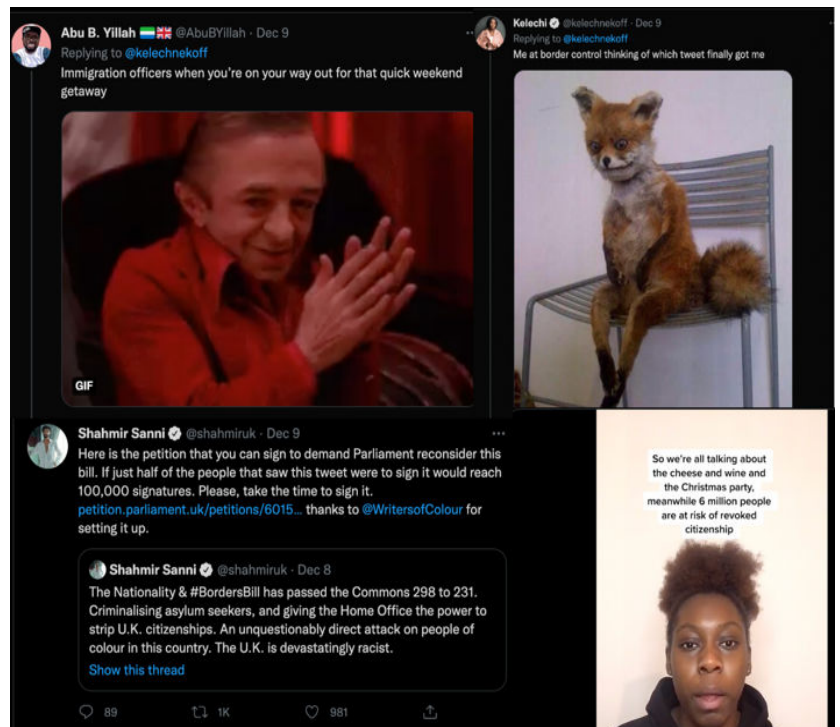 Abu B. Yillah 🇸🇱🇬🇧 @AbuBYillah · Dec 9
Replying to @kelechnekoff
Immigration officers when you're on your way out for that quick weekend
getaway
GIF
Kelechi @kelechnekoff · Dec 9
Replying to @kelechnekoff
Me at border control thinking of which tweet finally got me
Shahmir Sanni @shahmiruk · Dec 9
Here is the petition that you can sign to demand Parliament reconsider this
bill. If just half of the people that saw this tweet were to sign it would reach
100,000 signatures. Please, take the time to sign it.
petition.parliament.uk/petitions/6015... thanks to @WritersofColour for
setting it up.
Shahmir Sanni @shahmiruk · Dec 8
The Nationality & #BordersBill has passed the Commons 298 to 231.
Criminalising asylum seekers, and giving the Home Office the power to
strip U.K. citizenships. An unquestionably direct attack on people of
colour in this country. The U.K. is devastatingly racist.
Show this thread
89 1K 981
So we're all talking about
the cheese and wine and
the Christmas party,
meanwhile 6 million people
are at risk of revoked
citizenship